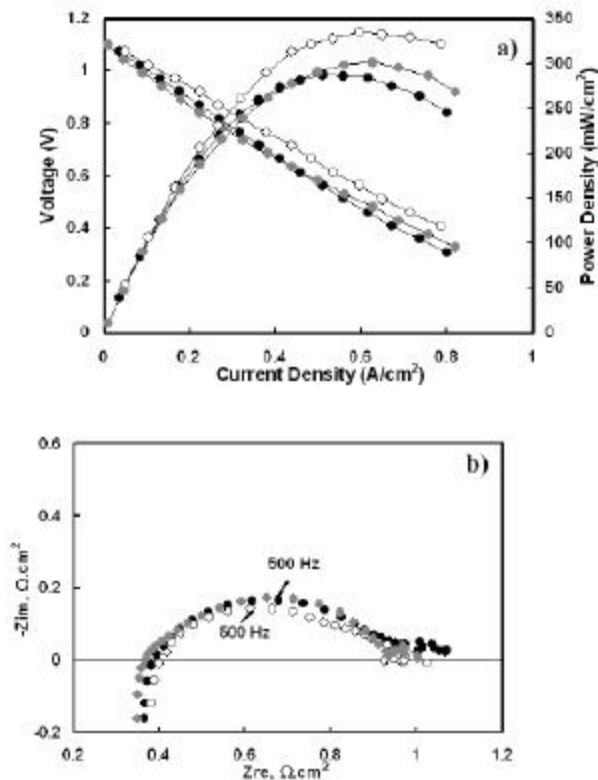 a)
1.2
1
0.8
0.6
0.4
0.2
0
Voltage (V)
350
300
250
200
150
100
50
0
Power Density (mW/cm²)
0 0.2 0.4 0.6 0.8 1
Current Density (A/cm²)
b)
0.6
0.4
0.2
0
-0.2
-ZIm, Ω.cm²
500 Hz
500 Hz
0.2 0.4 0.6 0.8 1 1.2
Zre, Ω.cm²